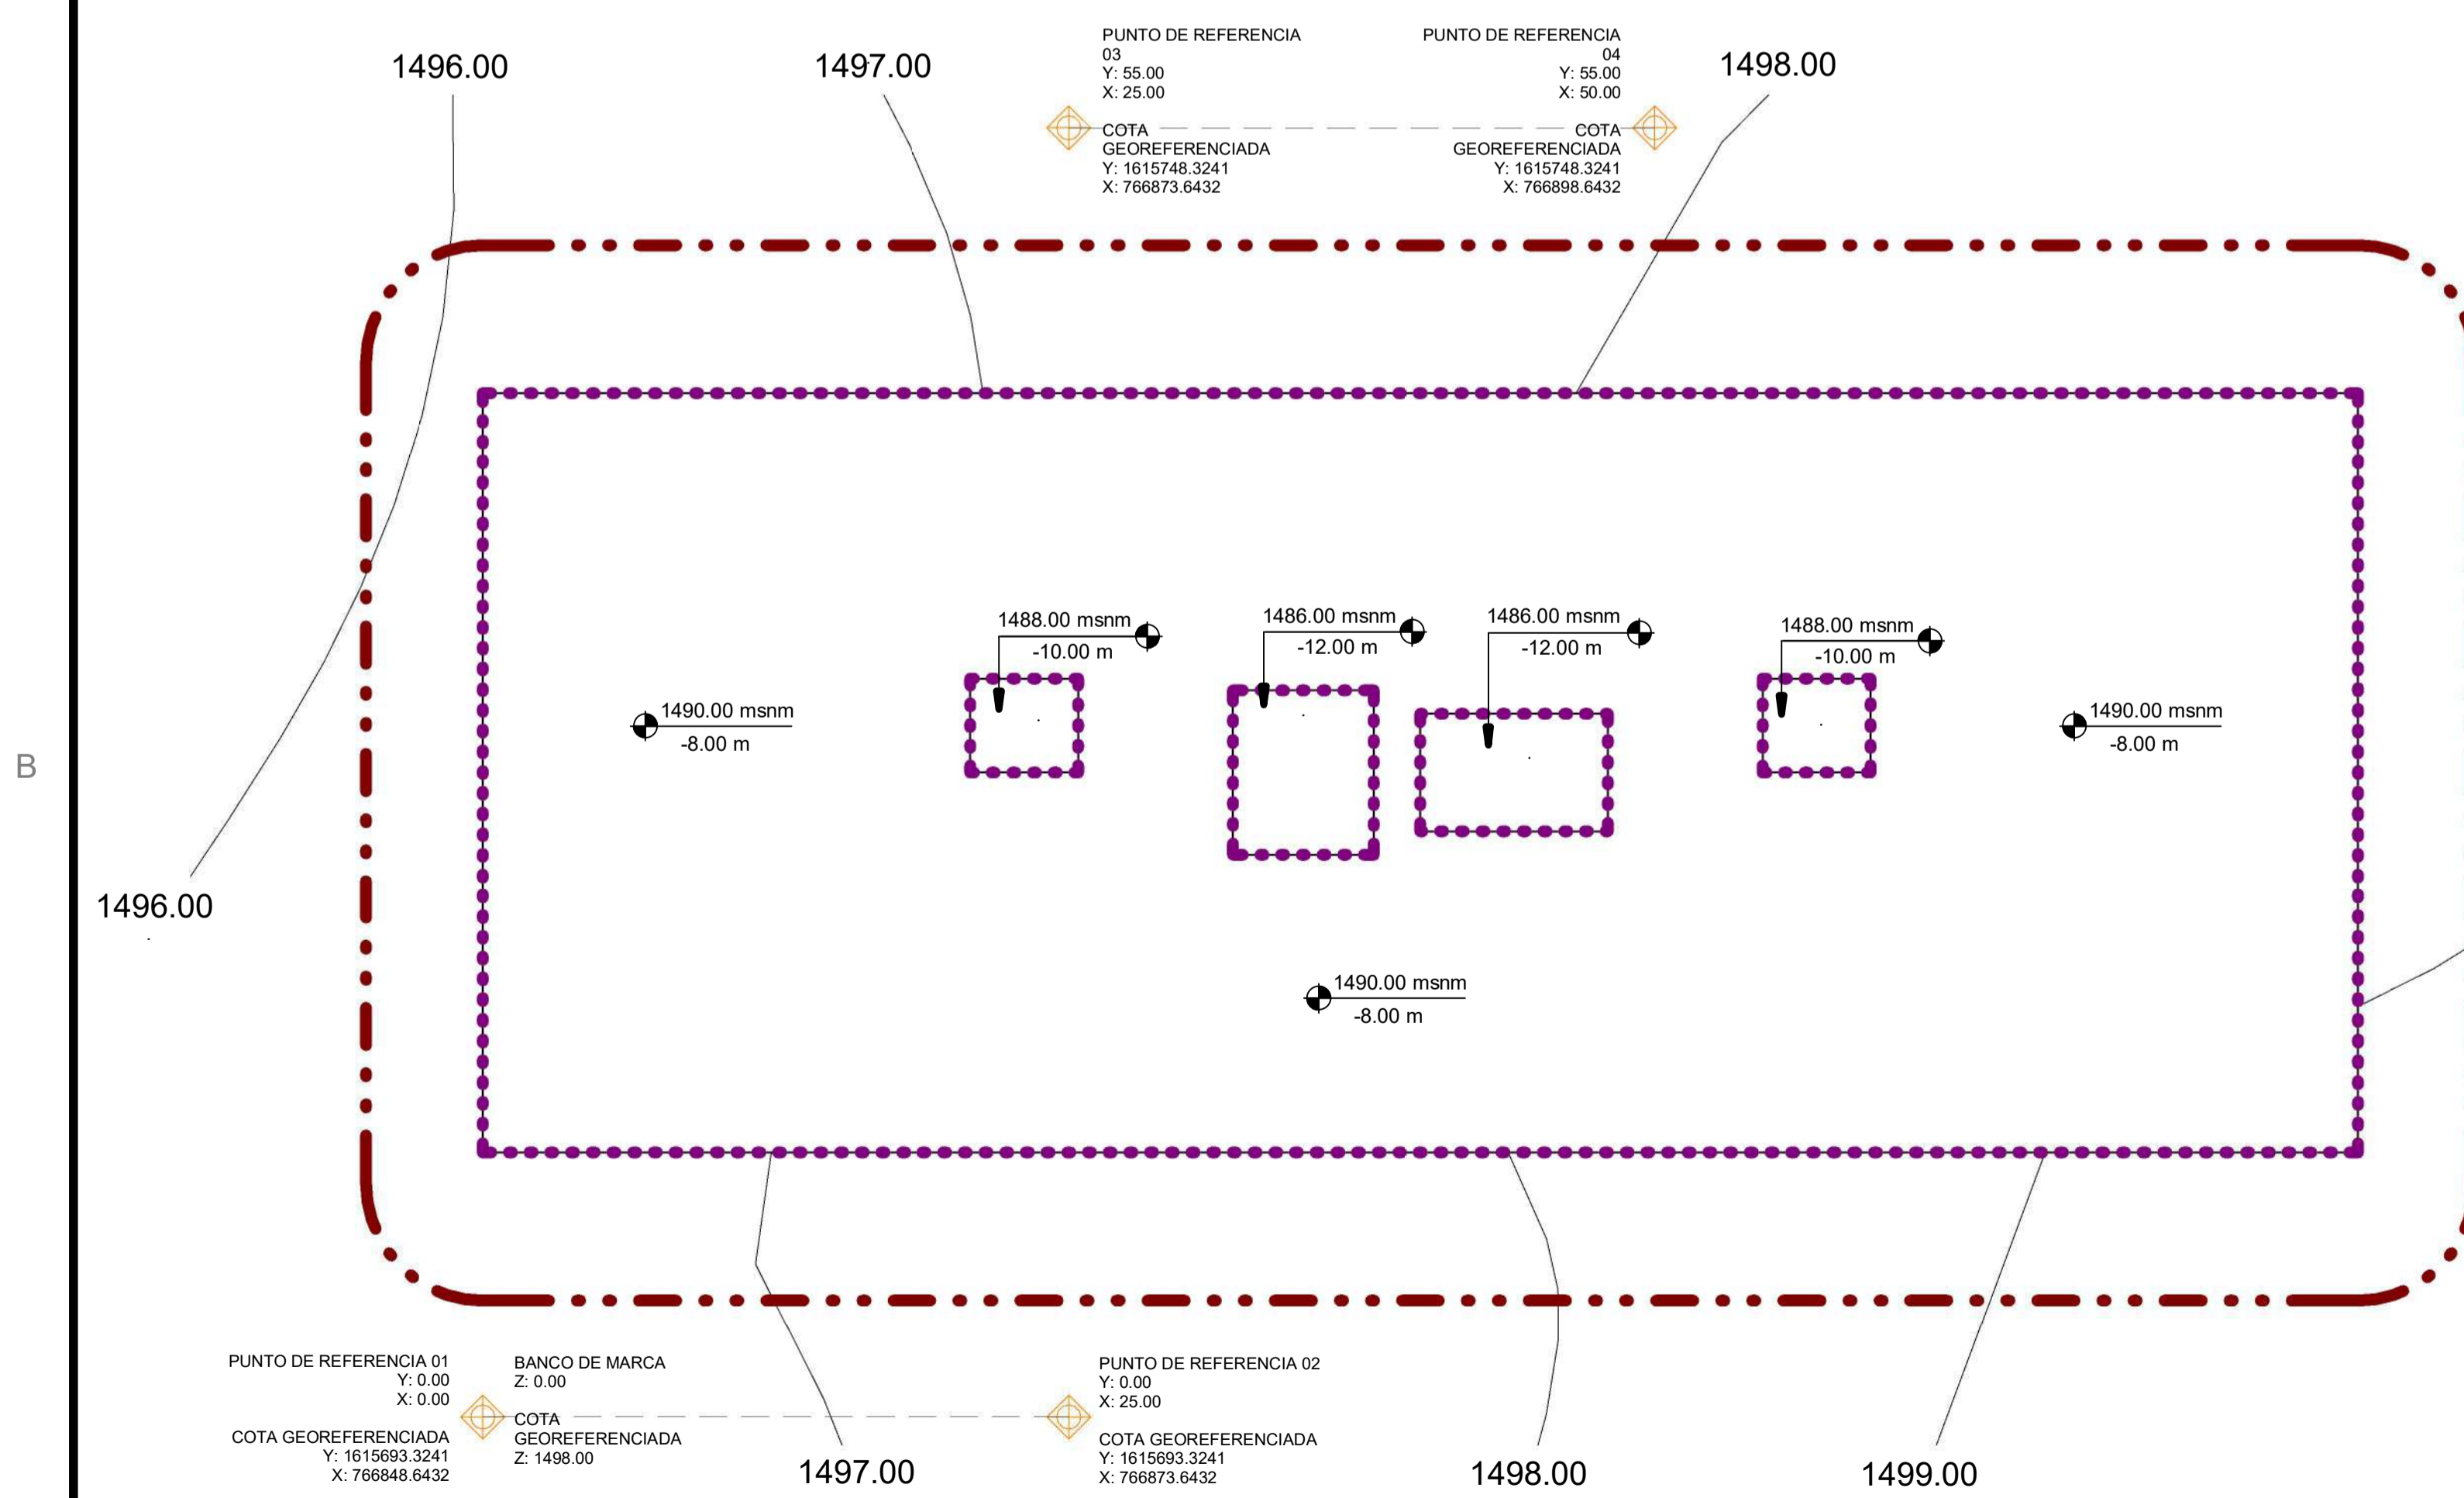 PUNTO DE REFERENCIA
03
Y: 55.00
X: 25.00
COTA
GEOREFERENCIADA
Y: 1615748.3241
X: 766873.6432
PUNTO DE REFERENCIA
04
Y: 55.00
X: 50.00
COTA
GEOREFERENCIADA
Y: 1615748.3241
X: 766898.6432
1496.00
1497.00
1498.00
1488.00 msnm
-10.00 m
1486.00 msnm
-12.00 m
1486.00 msnm
-12.00 m
1488.00 msnm
-10.00 m
1490.00 msnm
-8.00 m
1490.00 msnm
-8.00 m
B
1496.00
1490.00 msnm
-8.00 m
PUNTO DE REFERENCIA 01
Y: 0.00
X: 0.00
COTA GEOREFERENCIADA
Y: 1615693.3241
X: 766848.6432
BANCO DE MARCA
Z: 0.00
COTA
GEOREFERENCIADA
Z: 1498.00
PUNTO DE REFERENCIA 02
Y: 0.00
X: 25.00
COTA GEOREFERENCIADA
Y: 1615693.3241
X: 766873.6432
1497.00
1498.00
1499.00